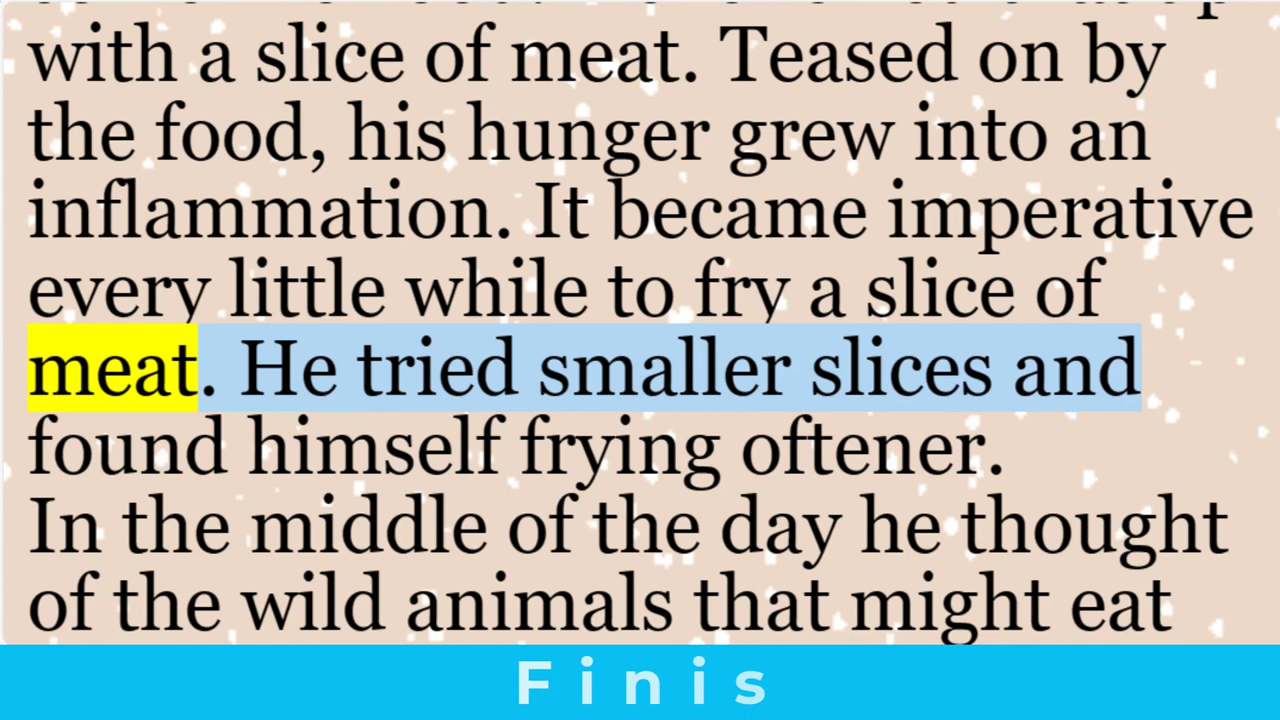 with a slice of meat. Teased on by
the food, his hunger grew into an
inflammation. It became imperative
every little while to fry a slice of
meat. He tried smaller slices and
found himself frying oftener.
In the middle of the day he thought
of the wild animals that might eat
Finis